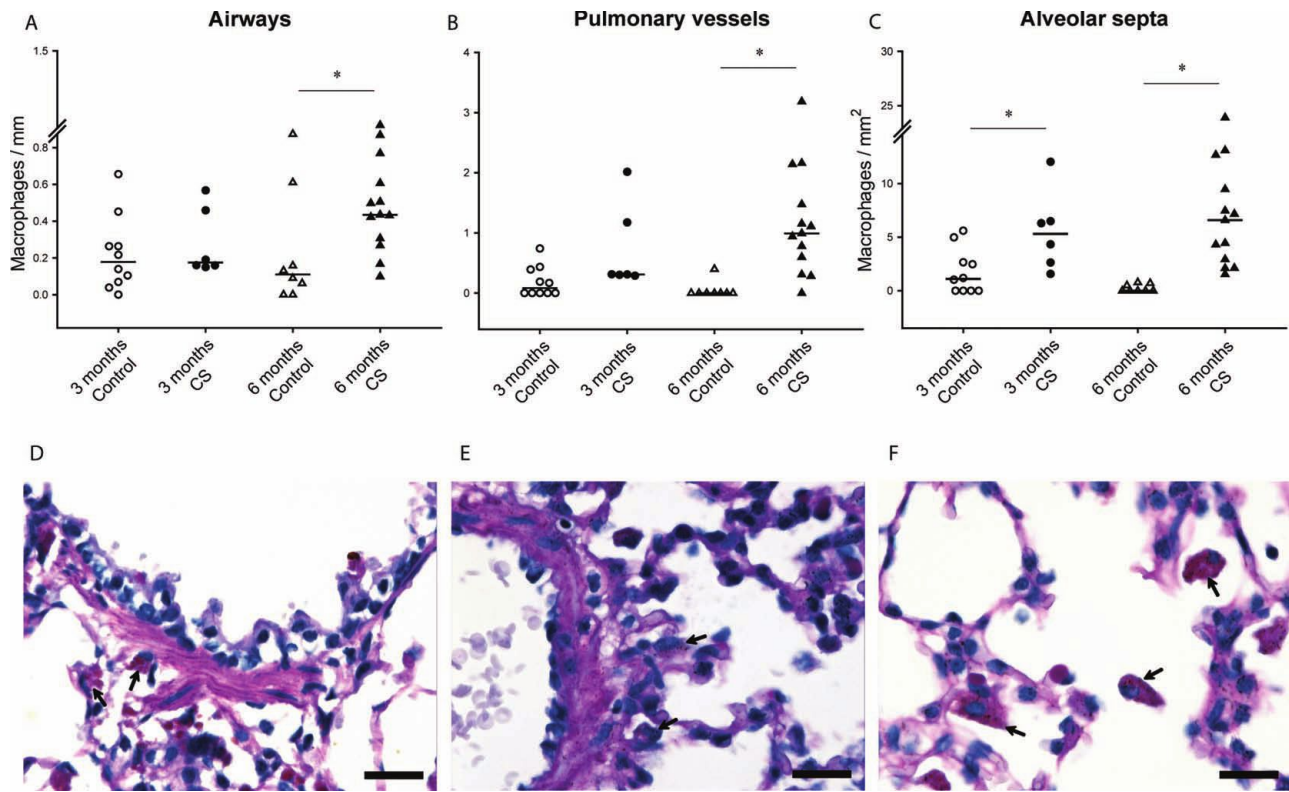 A
Airways
1.5
0.8
0.6
0.4
0.2
0.0
Macrophages / mm
*
3 months
Control
3 months
CS
6 months
Control
6 months
CS
B
Pulmonary vessels
4
3
2
1
0
*
3 months
Control
3 months
CS
6 months
Control
6 months
CS
C
Alveolar septa
30
25
10
5
0
Macrophages / mm²
*
*
3 months
Control
3 months
CS
6 months
Control
6 months
CS
D
E
F